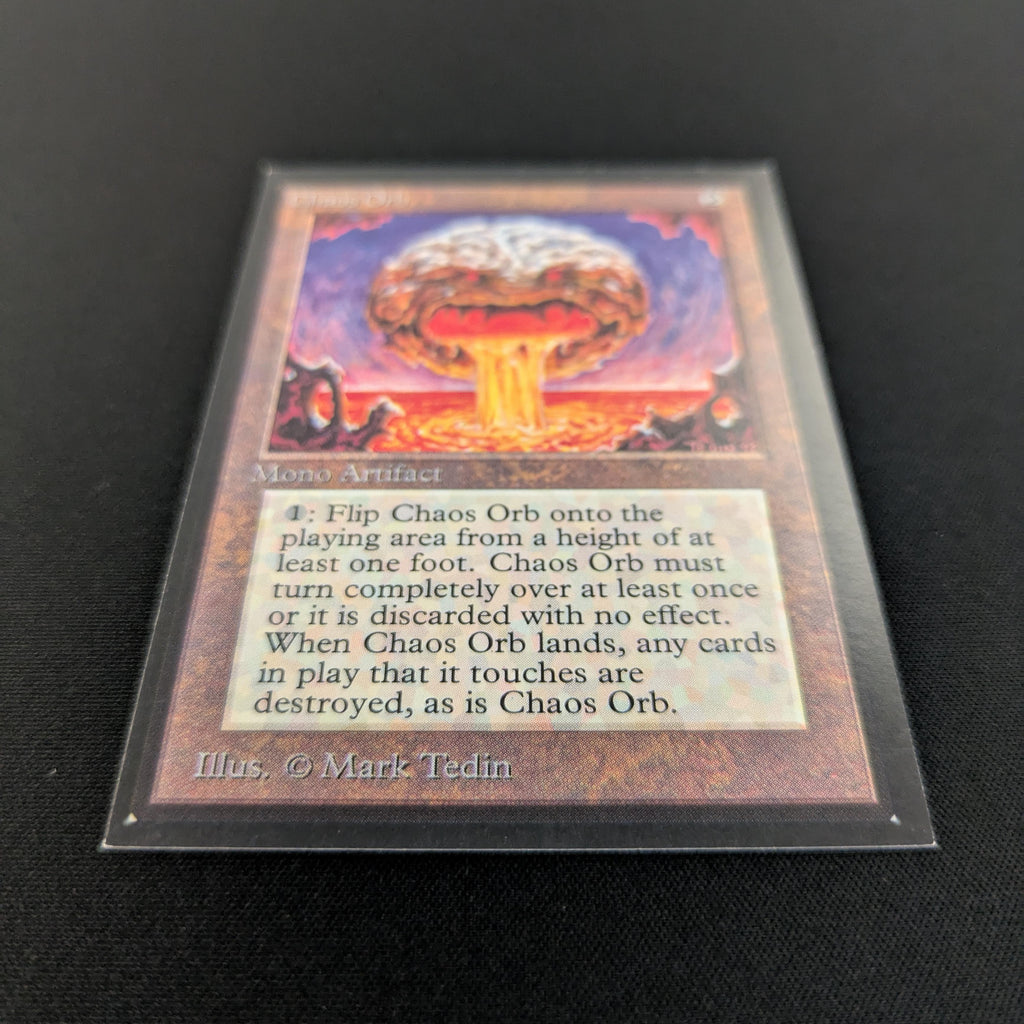 Chaos Orb
Mono Artifact
1: Flip Chaos Orb onto the
playing area from a height of at
least one foot. Chaos Orb must
turn completely over at least once
or it is discarded with no effect.
When Chaos Orb lands, any cards
in play that it touches are
destroyed, as is Chaos Orb.
Illus. © Mark Tedin